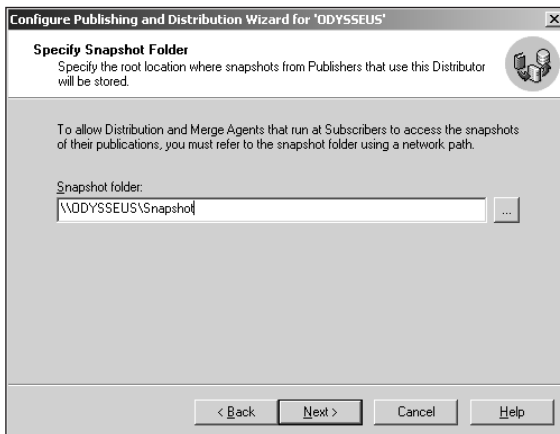 Configure Publishing and Distribution Wizard for 'ODYSSEUS'
Specify Snapshot Folder
Specify the root location where snapshots from Publishers that use this Distributor
will be stored.
To allow Distribution and Merge Agents that run at Subscribers to access the snapshots
of their publications, you must refer to the snapshot folder using a network path.
Snapshot folder:
\\ODYSSEUS\Snapshot
...
< Back
Next >
Cancel
Help